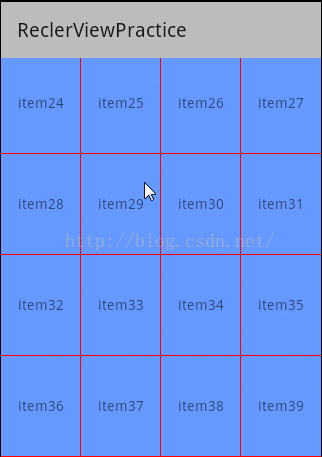 ReclerViewPractice
item24 item25 item26 item27
item28 item29 item30 item31
http://blog.csdn.net/
item32 item33 item34 item35
item36 item37 item38 item39